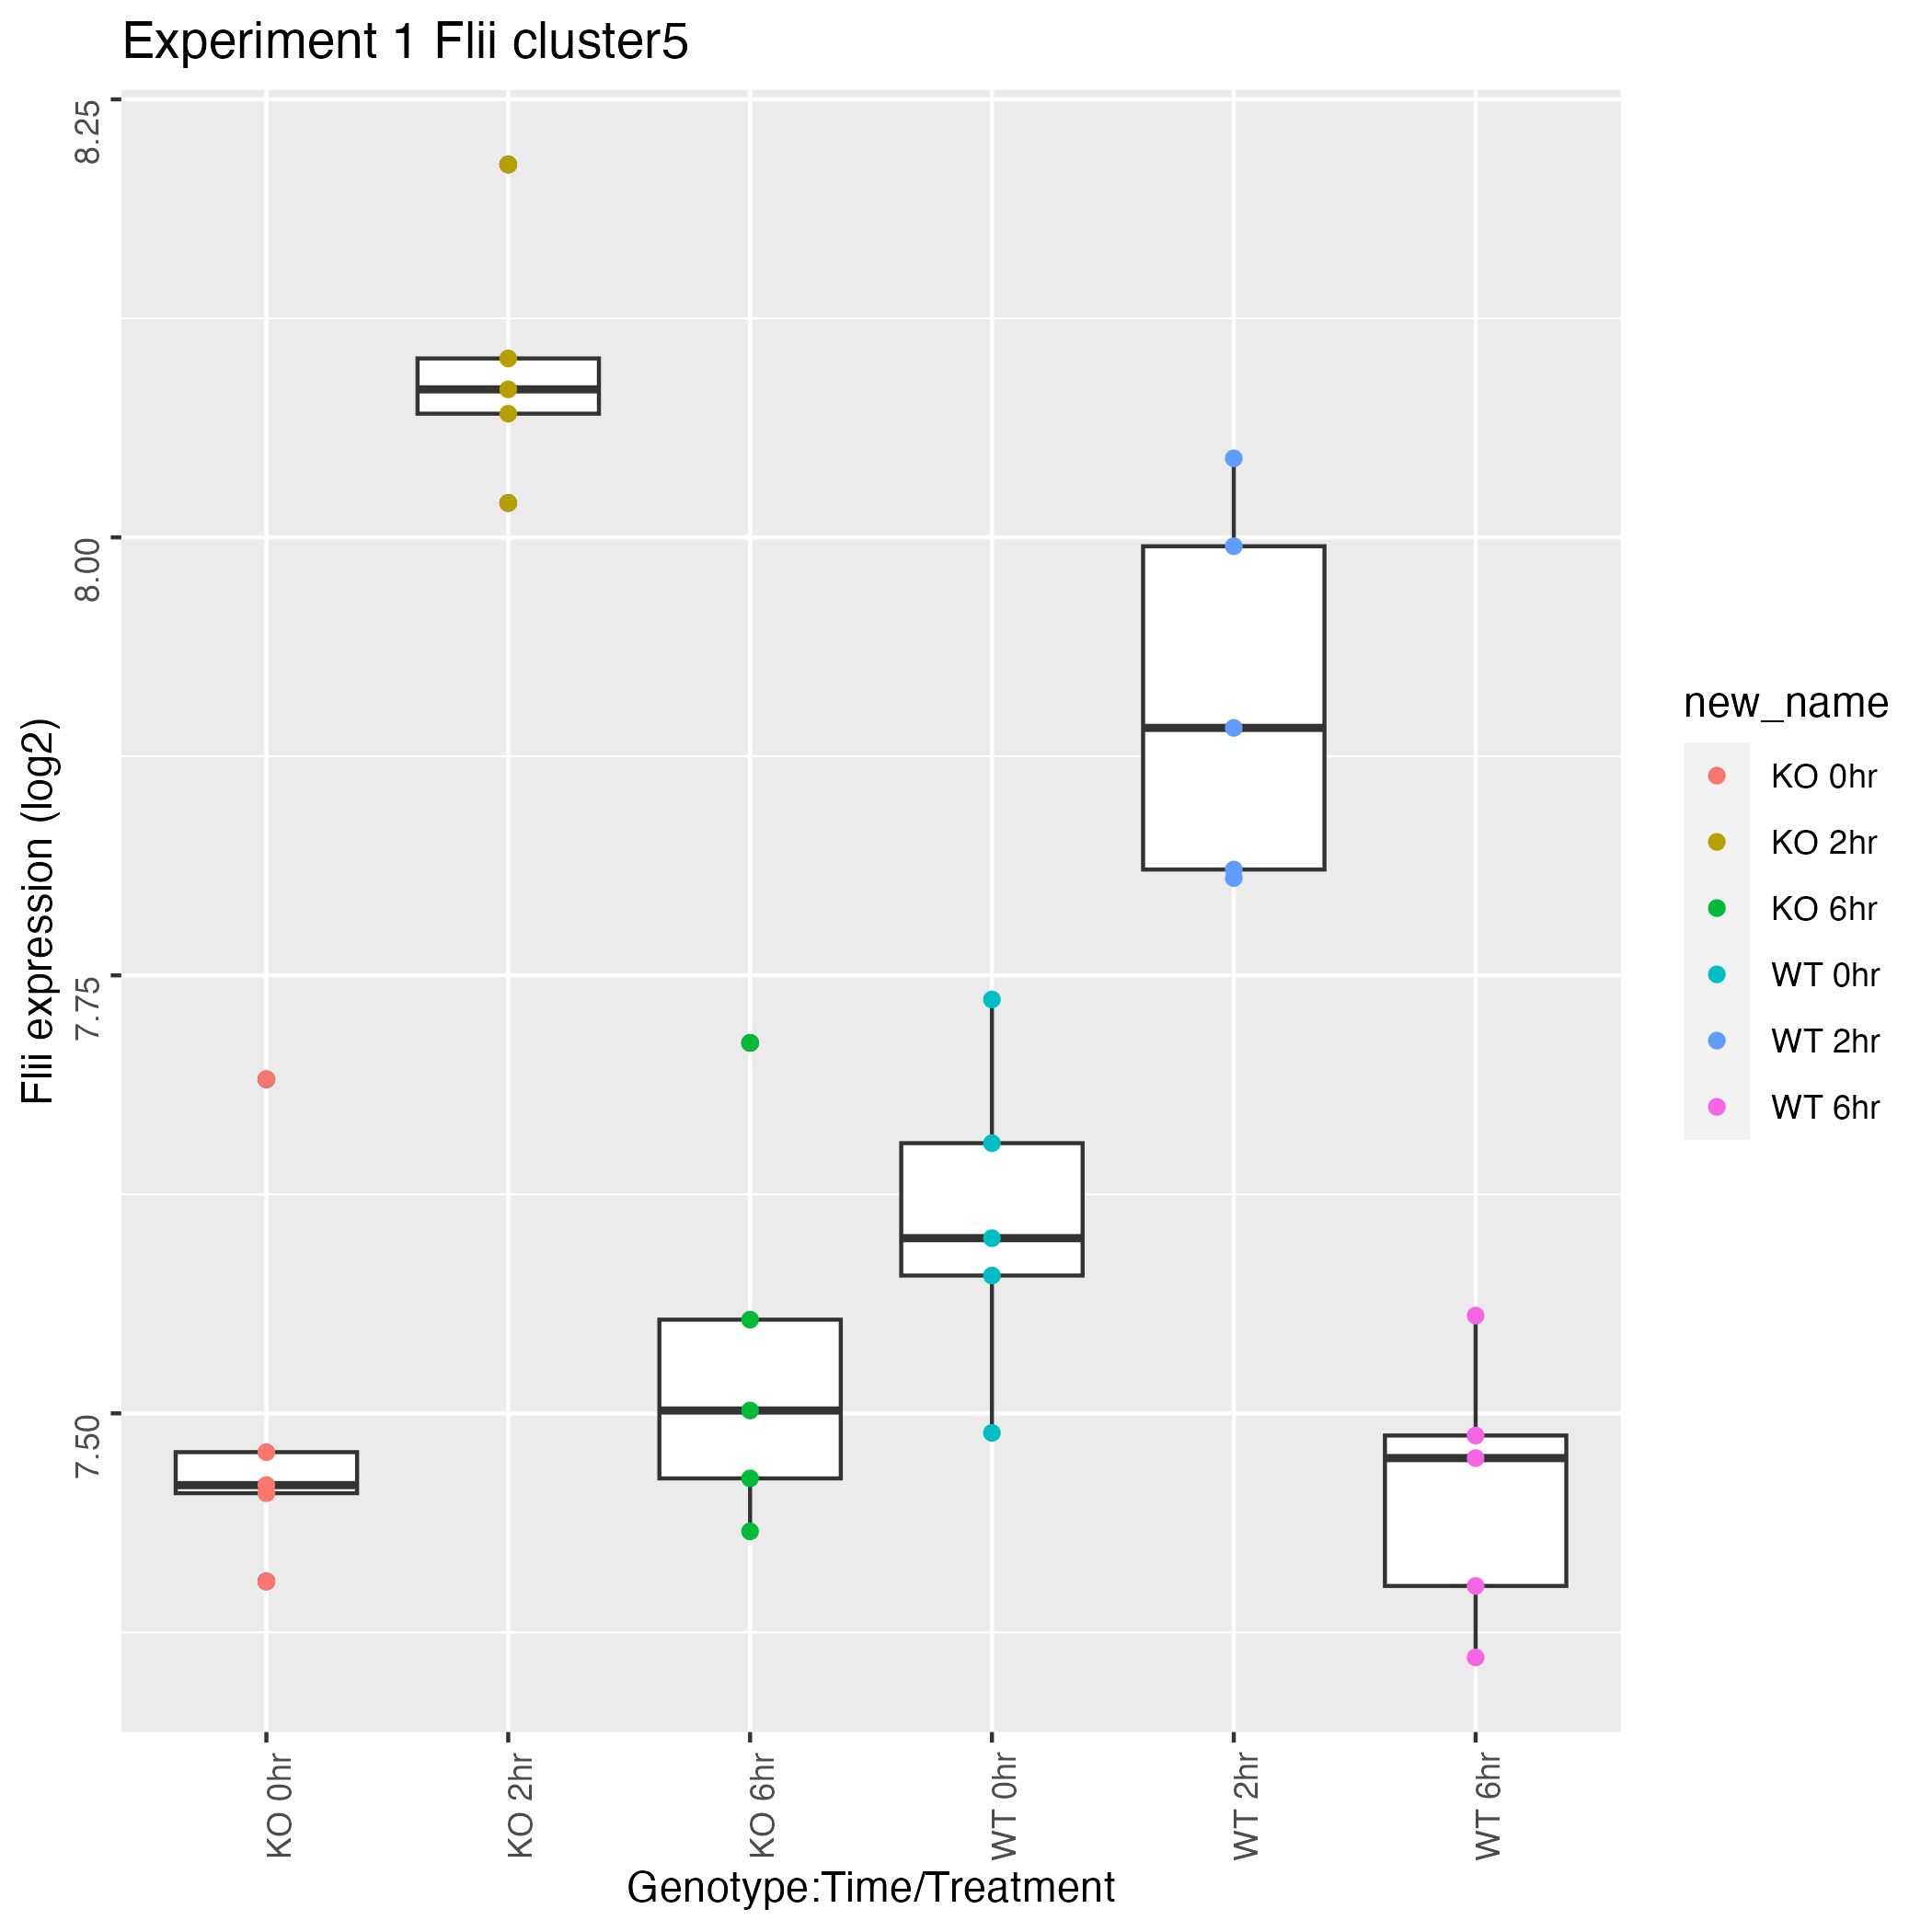 Experiment 1 Flii cluster5
Flii expression (log2)
8.25
8.00
7.75
7.50
KO 0hr
KO 2hr
KO 6hr
WT 0hr
WT 2hr
WT 6hr
Genotype:Time/Treatment
new_name
KO 0hr
KO 2hr
KO 6hr
WT 0hr
WT 2hr
WT 6hr